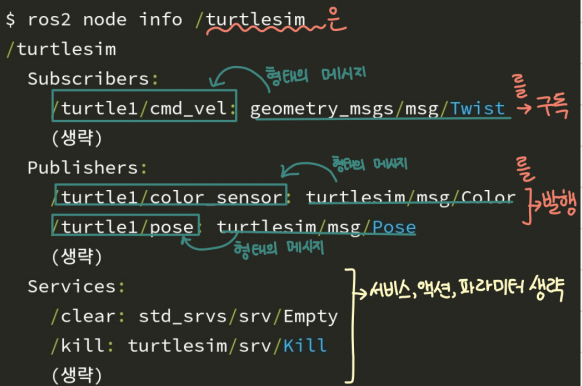 $ ros2 node info /turtlesim 은
/turtlesim
Subscribers:
형태의 메시지
/turtle1/cmd_vel: geometry_msgs/msg/Twist 를 → 구독
(생략)
Publishers:
형태의 메시지
/turtle1/color_sensor: turtlesim/msg/Color 를
/turtle1/pose: turtlesim/msg/Pose → 발행
형태의 메시지
(생략)
Services:
→ 서비스, 액션, 파라미터 생략
/clear: std_srvs/srv/Empty
/kill: turtlesim/srv/Kill
(생략)